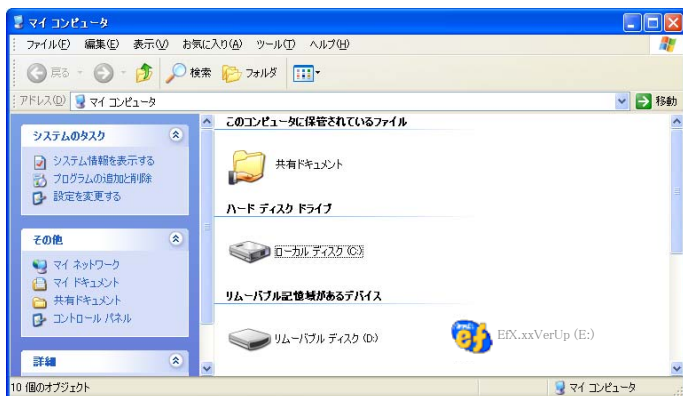 マイ コンピュータ
ファイル(F) 編集(E) 表示(V) お気に入り(A) ツール(T) ヘルプ(H)
戻る 検索 フォルダ
アドレス(D) マイ コンピュータ 移動
システムのタスク
システム情報を表示する
プログラムの追加と削除
設定を変更する
その他
マイ ネットワーク
マイ ドキュメント
共有ドキュメント
コントロール パネル
詳細
このコンピュータに保管されているファイル
共有ドキュメント
ハード ディスク ドライブ
ローカル ディスク (C:)
リムーバブル記憶域があるデバイス
リムーバブル ディスク (D:)
ef EfX.xxVerUp (E:)
10 個のオブジェクト マイ コンピュータ